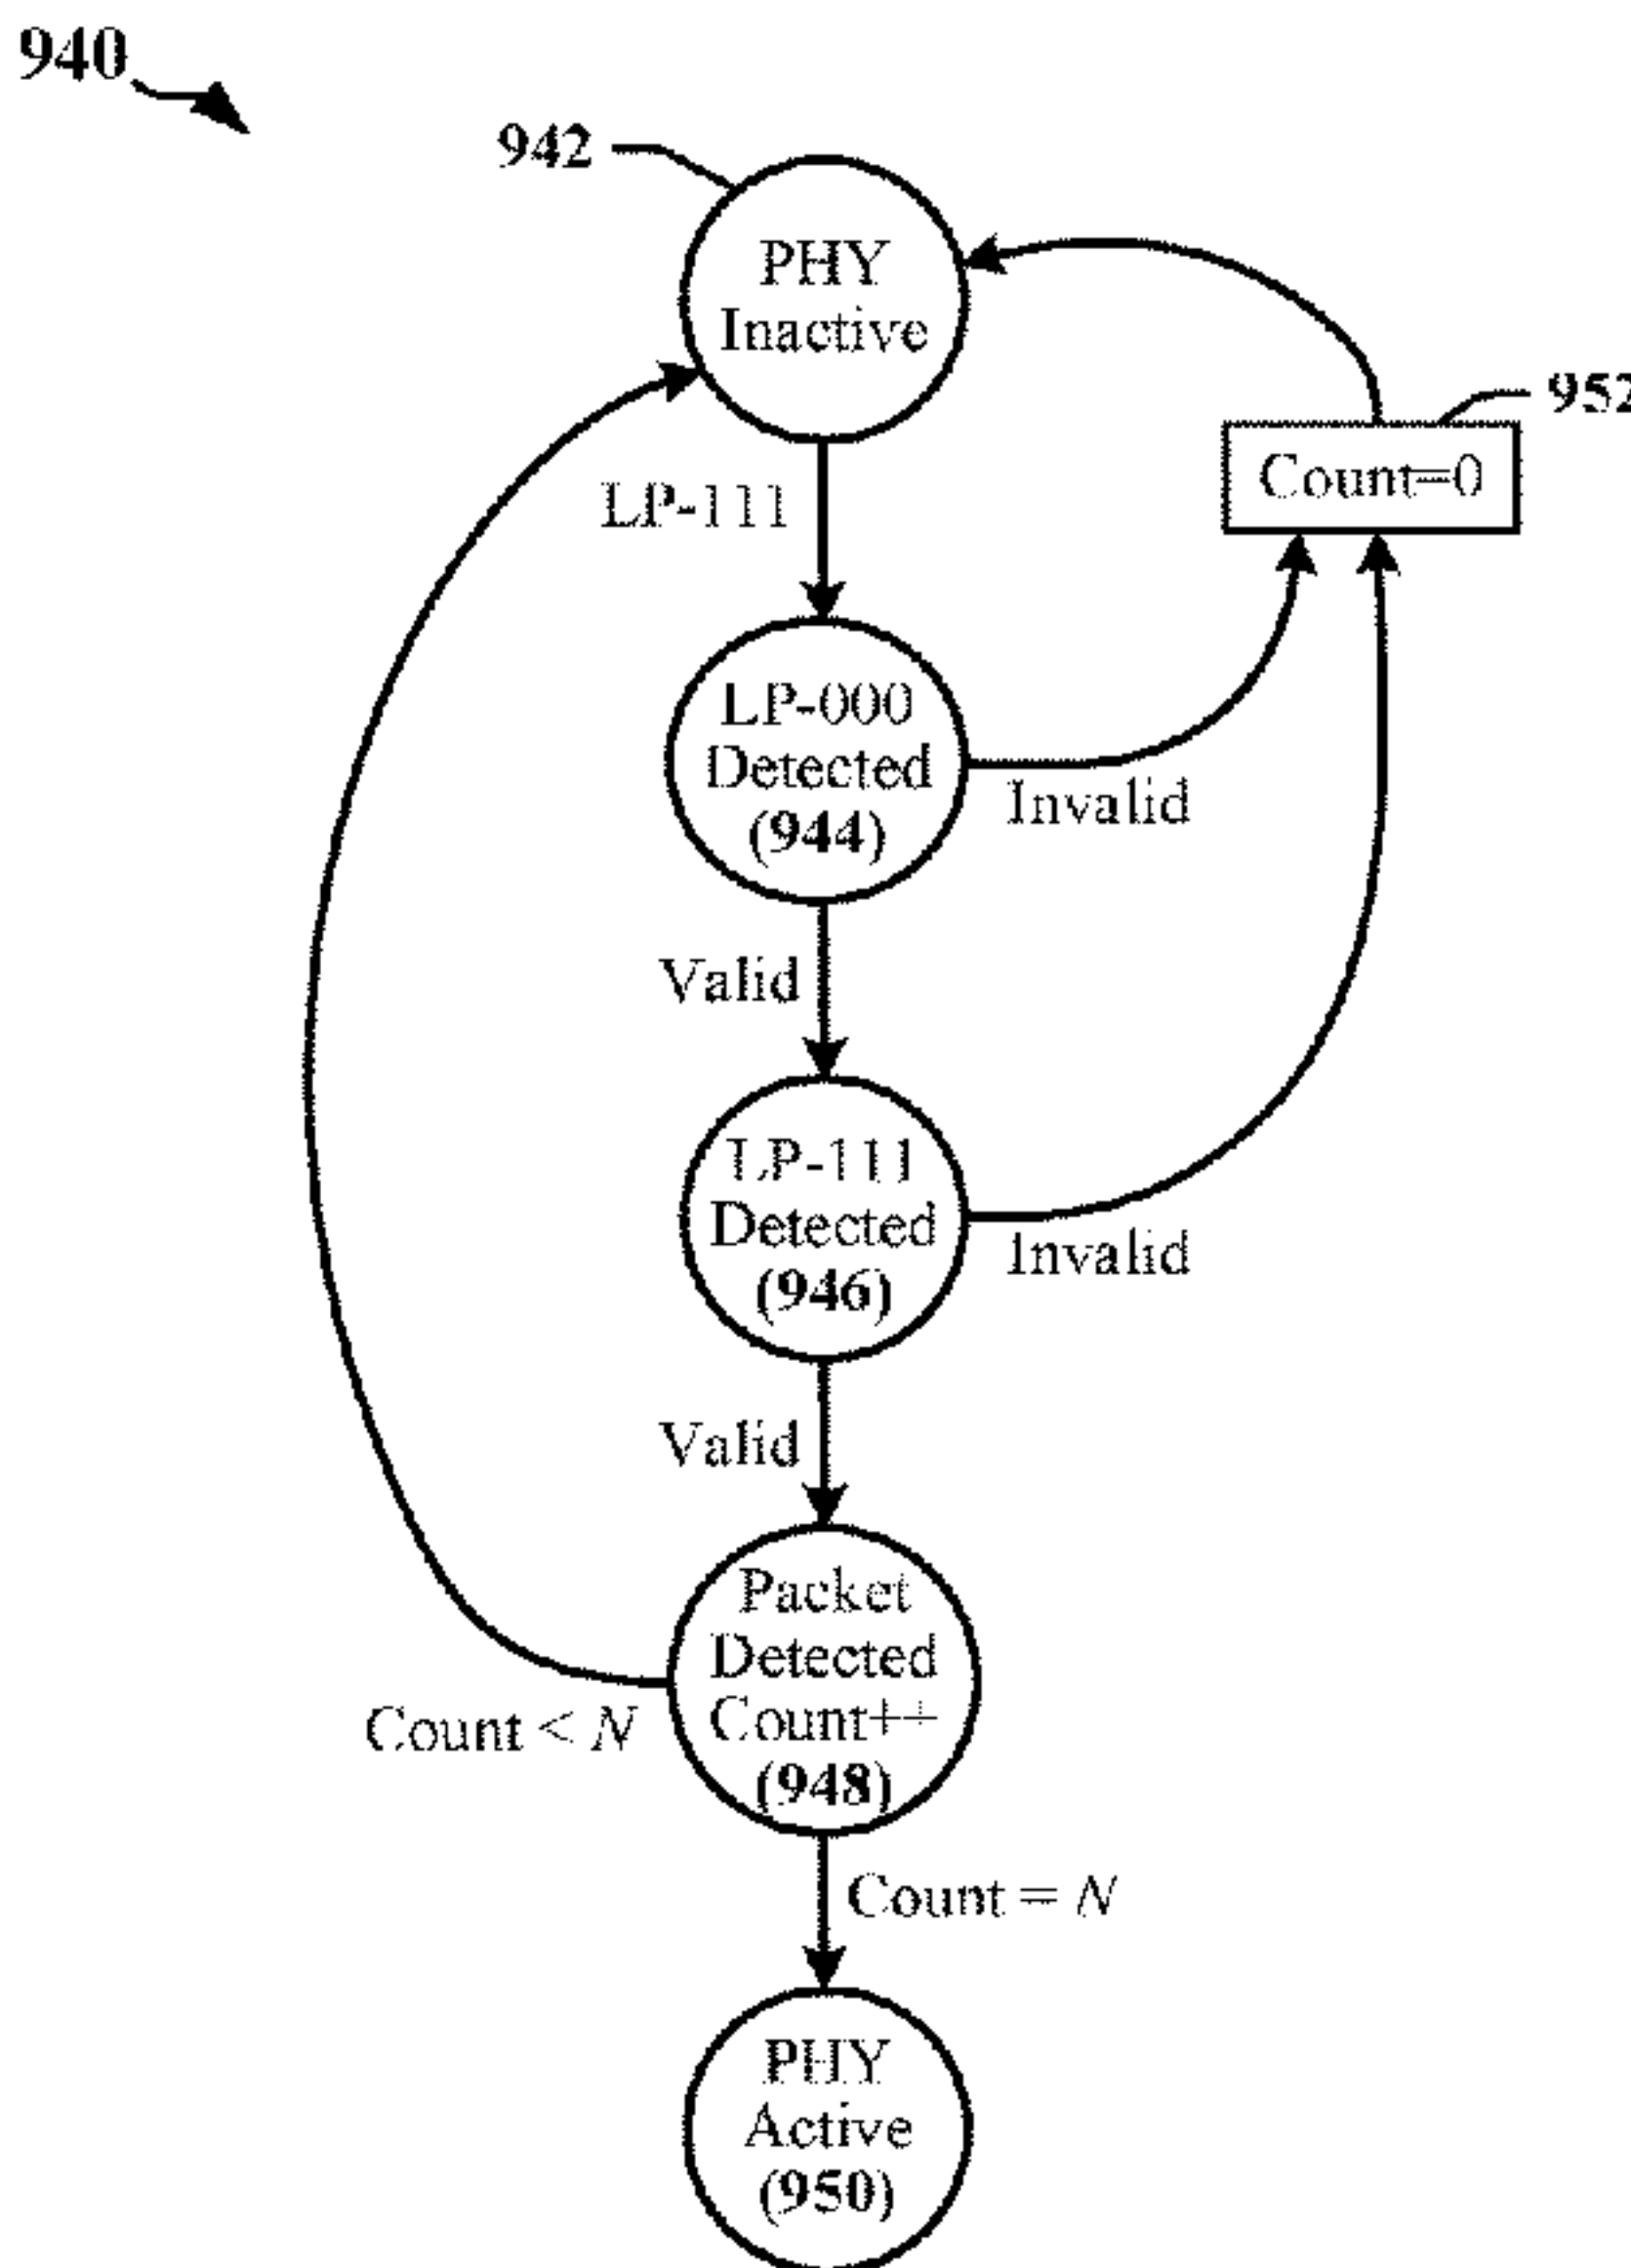 940
942
PHY
Inactive
952
Count=0
LP-111
LP-000
Detected
(944)
Invalid
Valid
LP-111
Detected
(946)
Invalid
Valid
Packet
Detected
Count++
(948)
Count < N
Count = N
PHY
Active
(950)